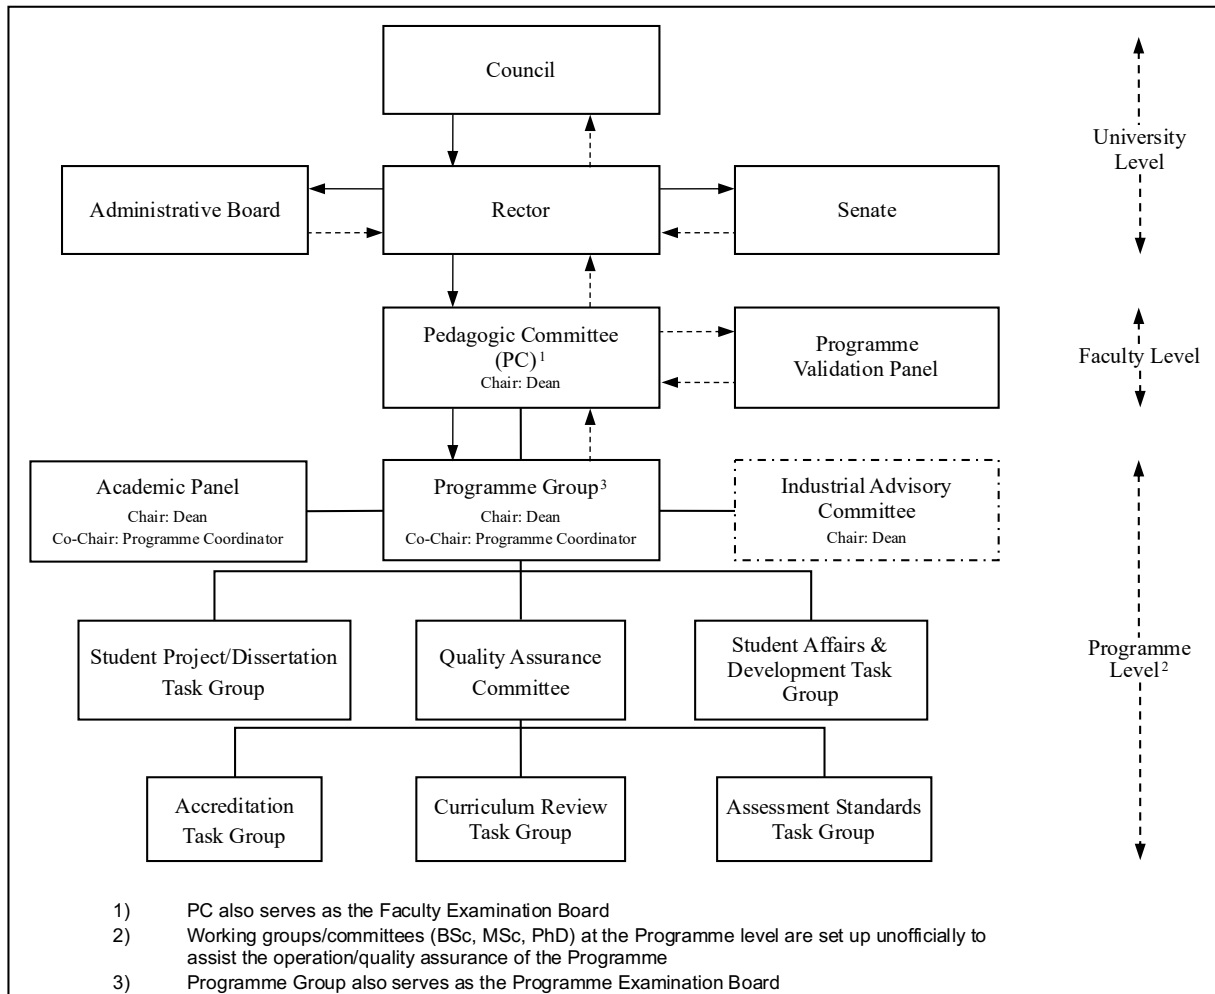 Council
University
Level
Administrative Board
Rector
Senate
Pedagogic Committee
(PC)¹
Chair: Dean
Programme
Validation Panel
Faculty Level
Academic Panel
Chair: Dean
Co-Chair: Programme Coordinator
Programme Group³
Chair: Dean
Co-Chair: Programme Coordinator
Industrial Advisory
Committee
Chair: Dean
Student Project/Dissertation
Task Group
Quality Assurance
Committee
Student Affairs &
Development Task
Group
Programme
Level²
Accreditation
Task Group
Curriculum Review
Task Group
Assessment Standards
Task Group
1) PC also serves as the Faculty Examination Board
2) Working groups/committees (BSc, MSc, PhD) at the Programme level are set up unofficially to
assist the operation/quality assurance of the Programme
3) Programme Group also serves as the Programme Examination Board